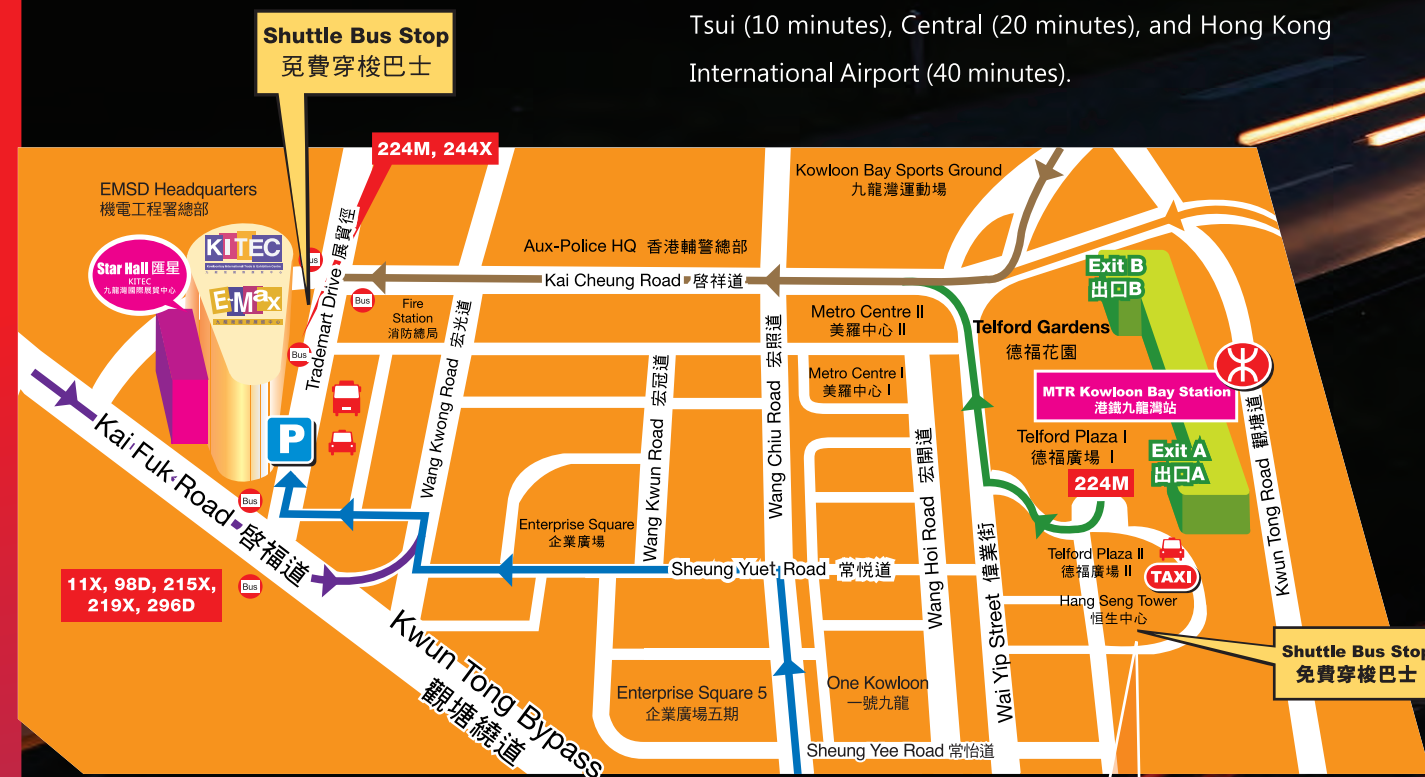 Tsui (10 minutes), Central (20 minutes), and Hong Kong
International Airport (40 minutes).
Shuttle Bus Stop
免費穿梭巴士
224M, 244X
EMSD Headquarters
機電工程署總部
Kowloon Bay Sports Ground
九龍灣運動場
KITEC
E-Max
Star Hall 匯星
KITEC
九龍灣國際展貿中心
Trademart Drive 展貿徑
Bus
Bus
Bus
Aux-Police HQ 香港輔警總部
Kai Cheung Road 啓祥道
Fire
Station
消防總局
Metro Centre II
美羅中心 II
Metro Centre I
美羅中心 I
Telford Gardens
德福花園
Exit B
出口B
MTR Kowloon Bay Station
港鐵九龍灣站
Telford Plaza I
德福廣場 I
Exit A
出口A
224M
Wang Kwong Road 宏光道
Wang Kwun Road 宏冠道
Wang Chiu Road 宏照道
Wang Hoi Road 宏開道
Wai Yip Street 偉業街
Kwun Tong Road 觀塘道
P
Kai Fuk Road 啓福道
Bus
Bus
11X, 98D, 215X,
219X, 296D
Enterprise Square
企業廣場
Sheung Yuet Road 常悅道
Telford Plaza II
德福廣場 II
TAXI
Hang Seng Tower
恒生中心
Shuttle Bus Stop
免費穿梭巴士
Kwun Tong Bypass
觀塘繞道
Enterprise Square 5
企業廣場五期
One Kowloon
一號九龍
Sheung Yee Road 常怡道